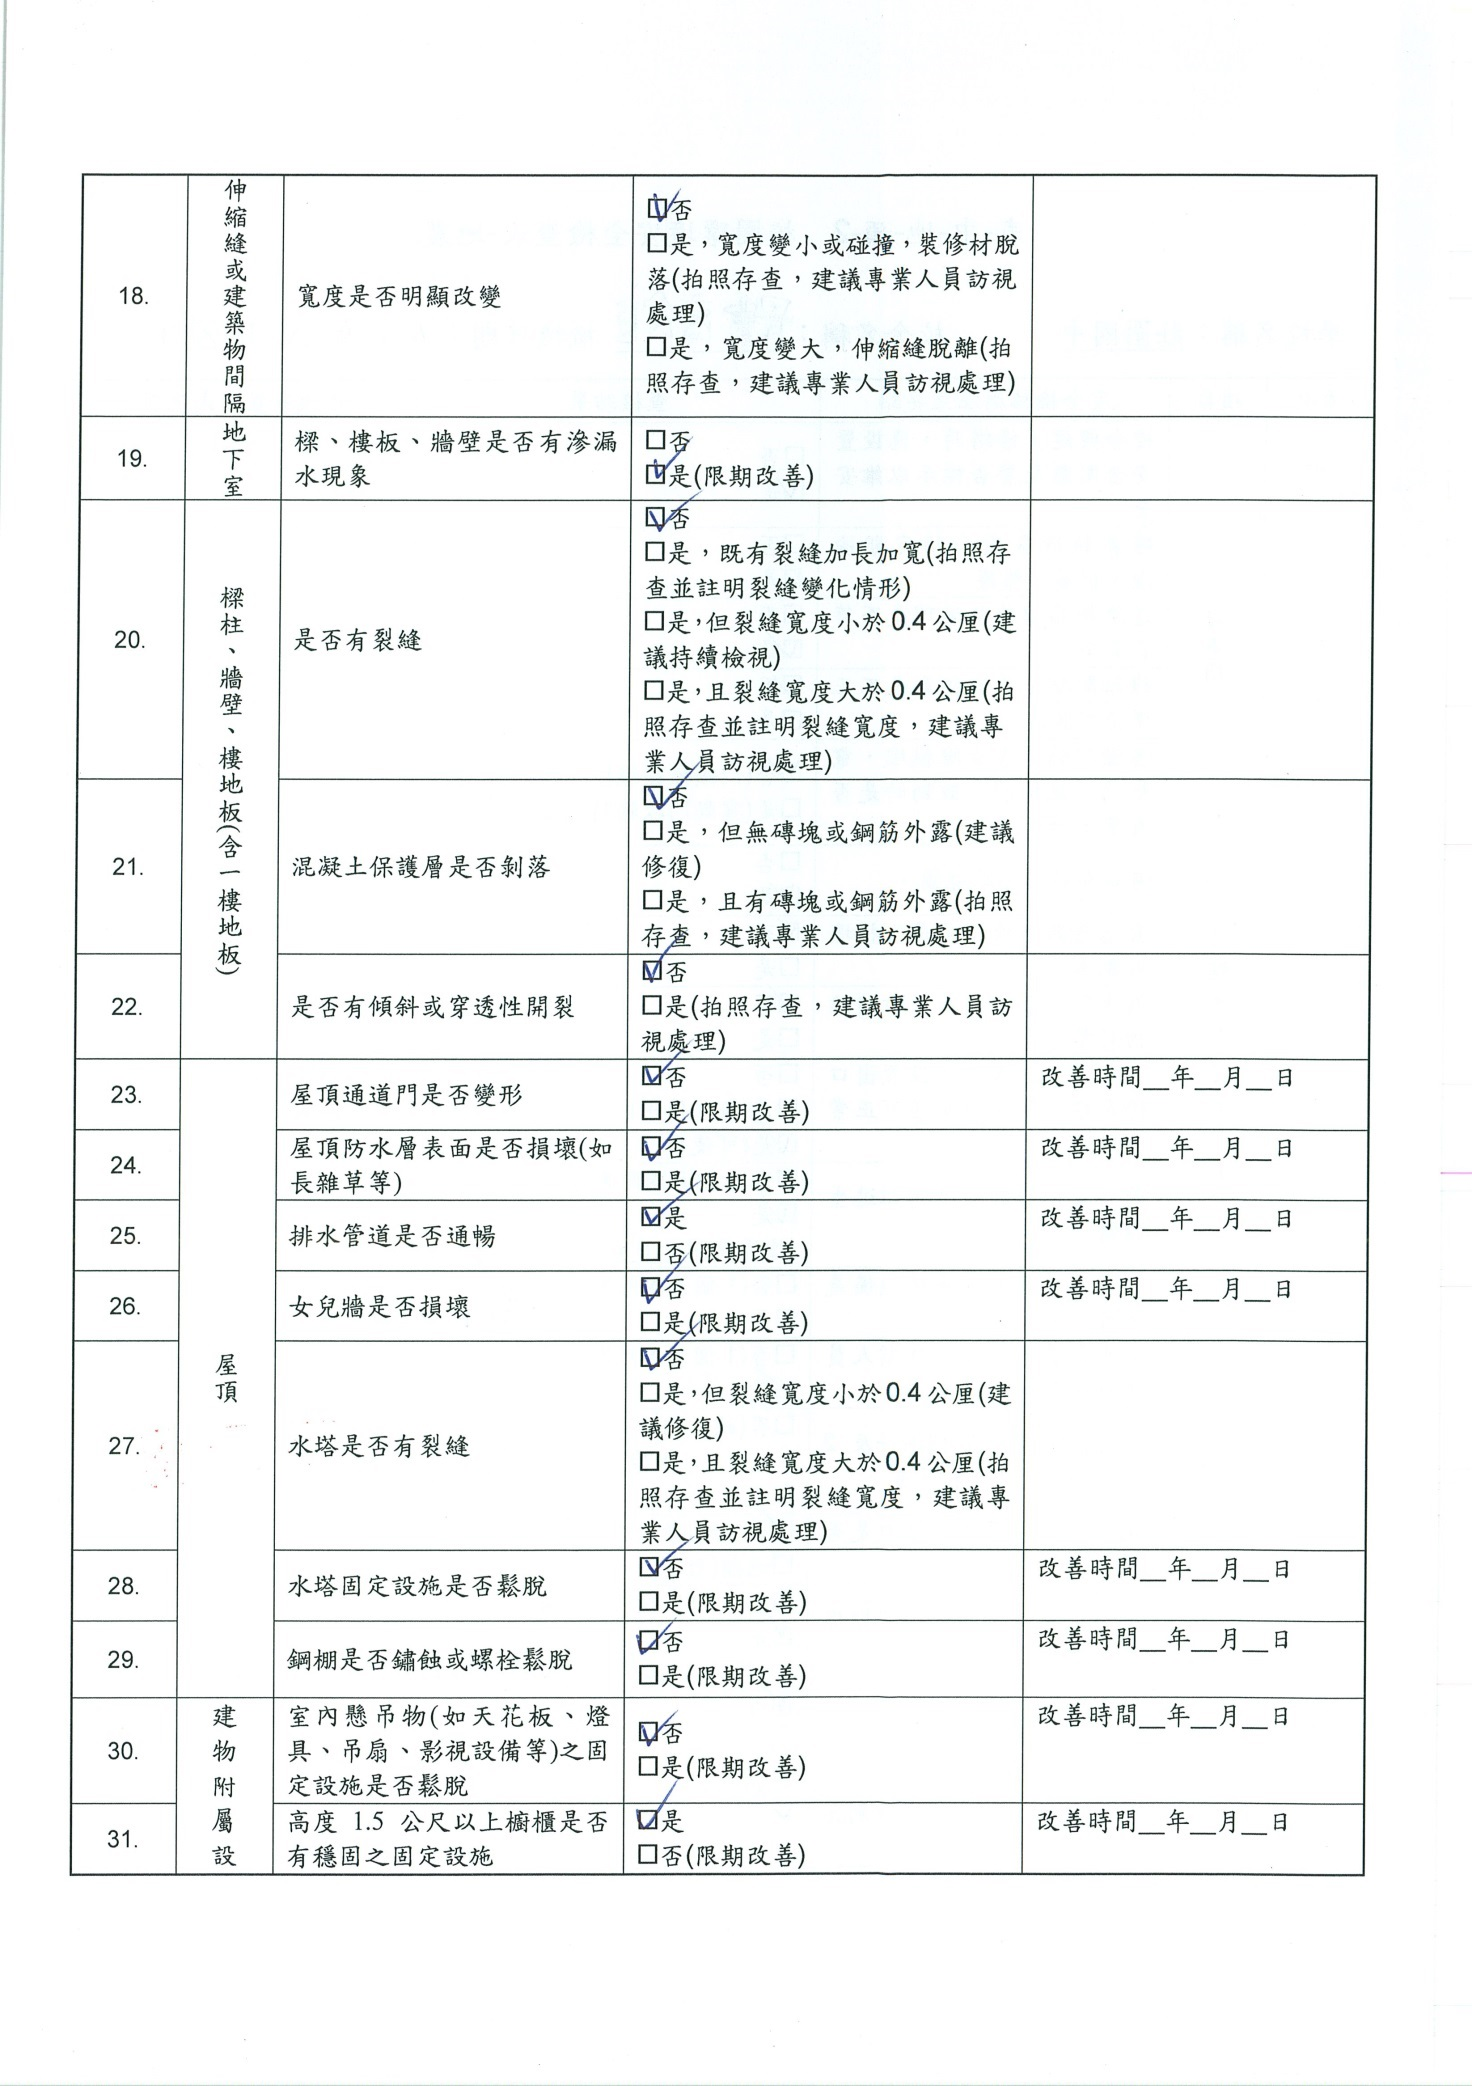 18.
伸縮縫或建築物間隔
寬度是否明顯改變
☑否
□是，寬度變小或碰撞，裝修材脫
落(拍照存查，建議專業人員訪視
處理)
□是，寬度變大，伸縮縫脫離(拍
照存查，建議專業人員訪視處理)
19.
地下室
樑、樓板、牆壁是否有滲漏
水現象
□否
☑是(限期改善)
20.
樑柱、牆壁、樓地板(含一樓地板)
是否有裂縫
☑否
□是，既有裂縫加長加寬(拍照存
查並註明裂縫變化情形)
□是，但裂縫寬度小於0.4公厘(建
議持續檢視)
□是，且裂縫寬度大於0.4公厘(拍
照存查並註明裂縫寬度，建議專
業人員訪視處理)
21.
混凝土保護層是否剝落
☑否
□是，但無磚塊或鋼筋外露(建議
修復)
□是，且有磚塊或鋼筋外露(拍照
存查，建議專業人員訪視處理)
22.
是否有傾斜或穿透性開裂
☑否
□是(拍照存查，建議專業人員訪
視處理)
23.
屋頂
屋頂通道門是否變形
☑否
□是(限期改善)
改善時間__年__月__日
24.
屋頂防水層表面是否損壞(如
長雜草等)
☑否
□是(限期改善)
改善時間__年__月__日
25.
排水管道是否通暢
☑是
□否(限期改善)
改善時間__年__月__日
26.
女兒牆是否損壞
☑否
□是(限期改善)
改善時間__年__月__日
27.
水塔是否有裂縫
☑否
□是，但裂縫寬度小於0.4公厘(建
議修復)
□是，且裂縫寬度大於0.4公厘(拍
照存查並註明裂縫寬度，建議專
業人員訪視處理)
28.
水塔固定設施是否鬆脫
☑否
□是(限期改善)
改善時間__年__月__日
29.
鋼棚是否鏽蝕或螺栓鬆脫
☑否
□是(限期改善)
改善時間__年__月__日
30.
建物附屬設
室內懸吊物(如天花板、燈
具、吊扇、影視設備等)之固
定設施是否鬆脫
☑否
□是(限期改善)
改善時間__年__月__日
31.
高度 1.5 公尺以上櫥櫃是否
有穩固之固定設施
☑是
□否(限期改善)
改善時間__年__月__日